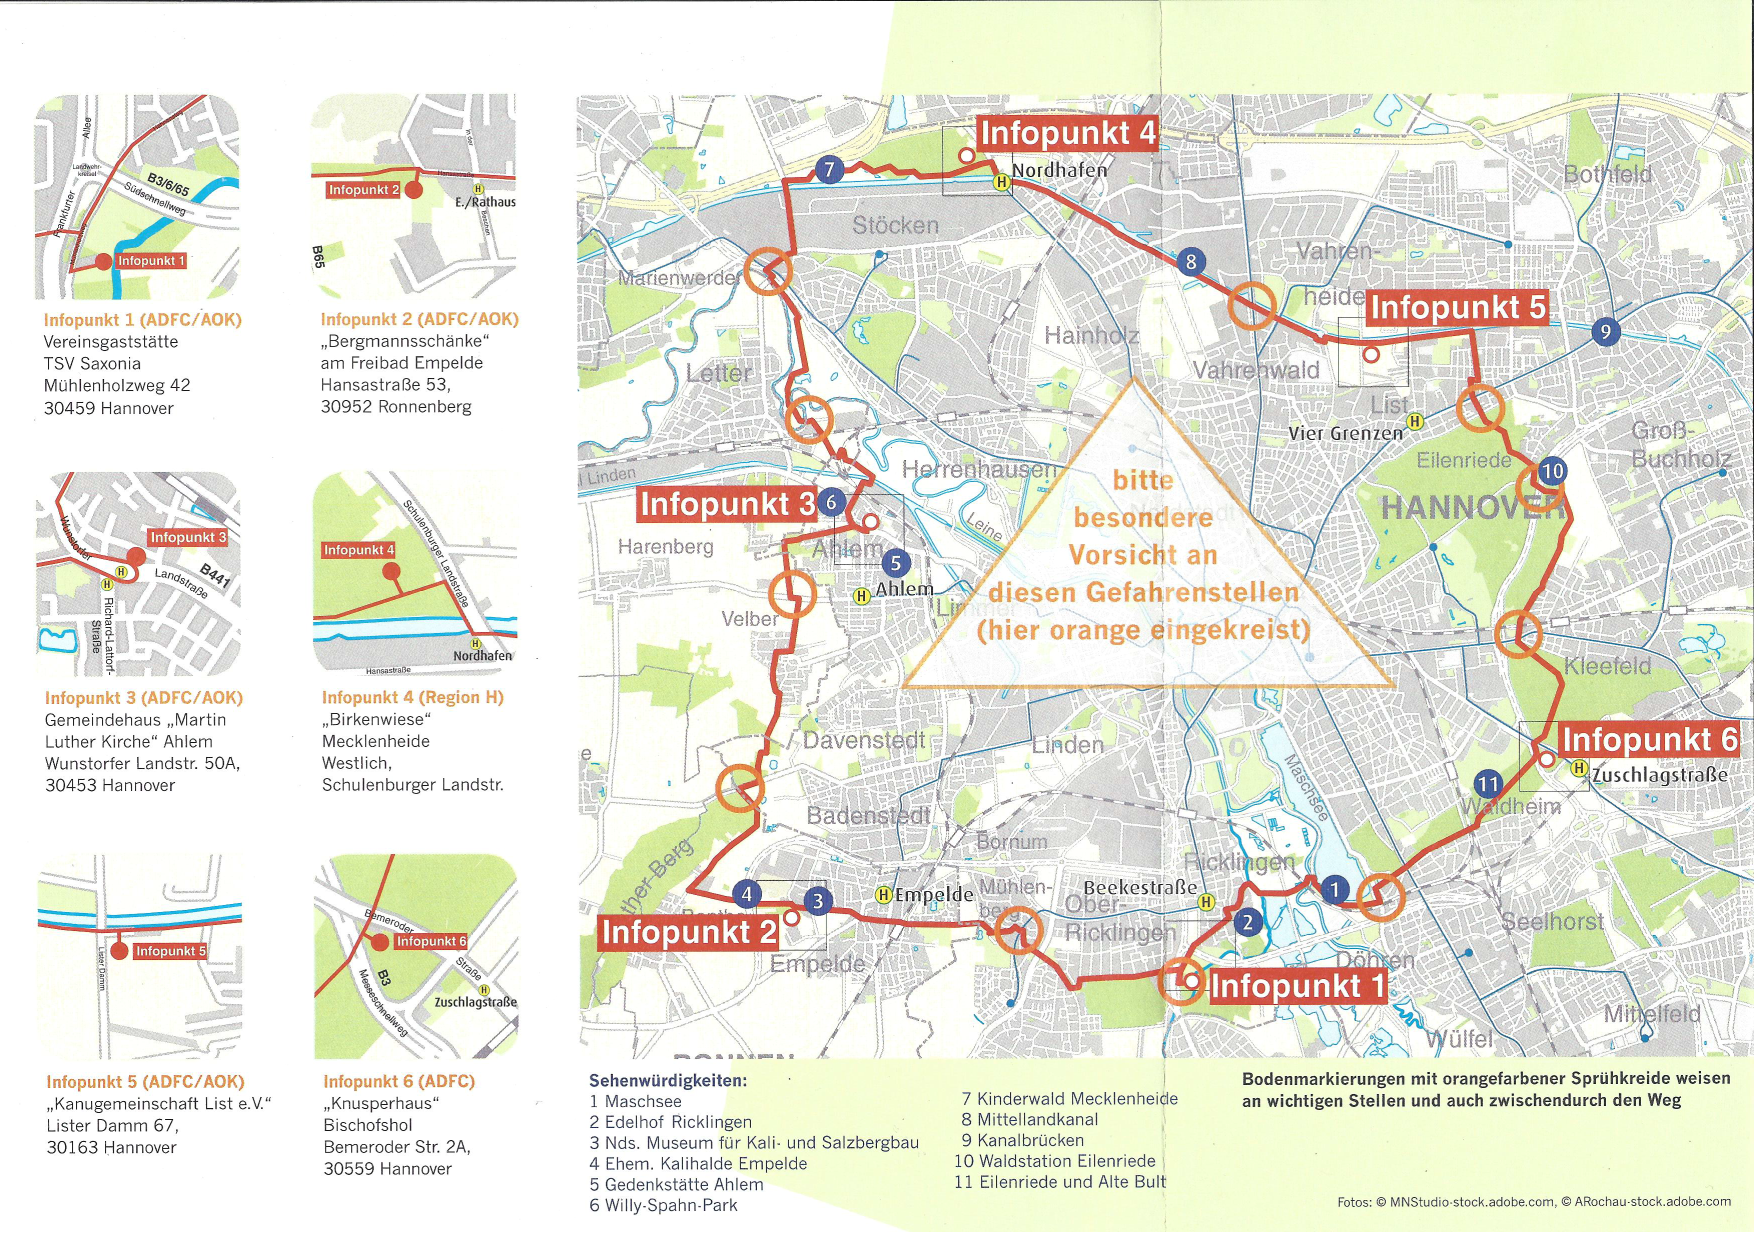 Allee
Landwehr-
kreisel
B3/6/65
Südschnellweg
Frankfurter
Infopunkt 1
Infopunkt 1 (ADFC/AOK)
Vereinsgaststätte
TSV Saxonia
Mühlenholzweg 42
30459 Hannover
In der
Hansastraße
Infopunkt 2
E./Rathaus
B65
Infopunkt 2 (ADFC/AOK)
„Bergmannsschänke“
am Freibad Empelde
Hansastraße 53,
30952 Ronnenberg
Wunstorfer
Infopunkt 3
Landstraße
B441
H
H
Richard-Lattorf-
Straße
Infopunkt 3 (ADFC/AOK)
Gemeindehaus „Martin
Luther Kirche“ Ahlem
Wunstorfer Landstr. 50A,
30453 Hannover
Schulenburger Landstraße
Infopunkt 4
H
Nordhafen
Hansastraße
Infopunkt 4 (Region H)
„Birkenwiese“
Mecklenheide
Westlich,
Schulenburger Landstr.
Infopunkt 5
Lister Damm
Infopunkt 5 (ADFC/AOK)
„Kanugemeinschaft List e.V.“
Lister Damm 67,
30163 Hannover
Bemeroder
Straße
Infopunkt 6
B3
Messeschnellweg
H
Zuschlagstraße
Infopunkt 6 (ADFC)
„Knusperhaus“
Bischofshol
Bemeroder Str. 2A,
30559 Hannover
Infopunkt 4
7
H
Nordhafen
Bothfeld
Stöcken
8
Vahren-
heide
Marienwerder
Infopunkt 5
9
Hainholz
Letter
Vahrenwald
List
H
Vier Grenzen
Groß-
Buchholz
Eilenriede
10
HANNOVER
Linden
Herrenhausen
Infopunkt 3
6
Leine
Harenberg
Ahlem
5
H
Ahlem
Limmer
Velber
bitte
besondere
Vorsicht an
diesen Gefahrenstellen
(hier orange eingekreist)
Kleefeld
Davenstedt
Linden
Maschsee
Infopunkt 6
H
Zuschlagstraße
11
Waldheim
Badenstedt
Bornum
Ricklingen
4
3
H
Empelde
Mühlen-
berg
Beekestraße
H
Ober-
Ricklingen
1
2
Infopunkt 2
Empelde
Seelhorst
Döhren
Infopunkt 1
Mittelfeld
Wülfel
Sehenwürdigkeiten:
1 Maschsee
2 Edelhof Ricklingen
3 Nds. Museum für Kali- und Salzbergbau
4 Ehem. Kalihalde Empelde
5 Gedenkstätte Ahlem
6 Willy-Spahn-Park
7 Kinderwald Mecklenheide
8 Mittellandkanal
9 Kanalbrücken
10 Waldstation Eilenriede
11 Eilenriede und Alte Bult
Bodenmarkierungen mit orangefarbener Sprühkreide weisen
an wichtigen Stellen und auch zwischendurch den Weg
Fotos: © MNStudio-stock.adobe.com, © ARochau-stock.adobe.com